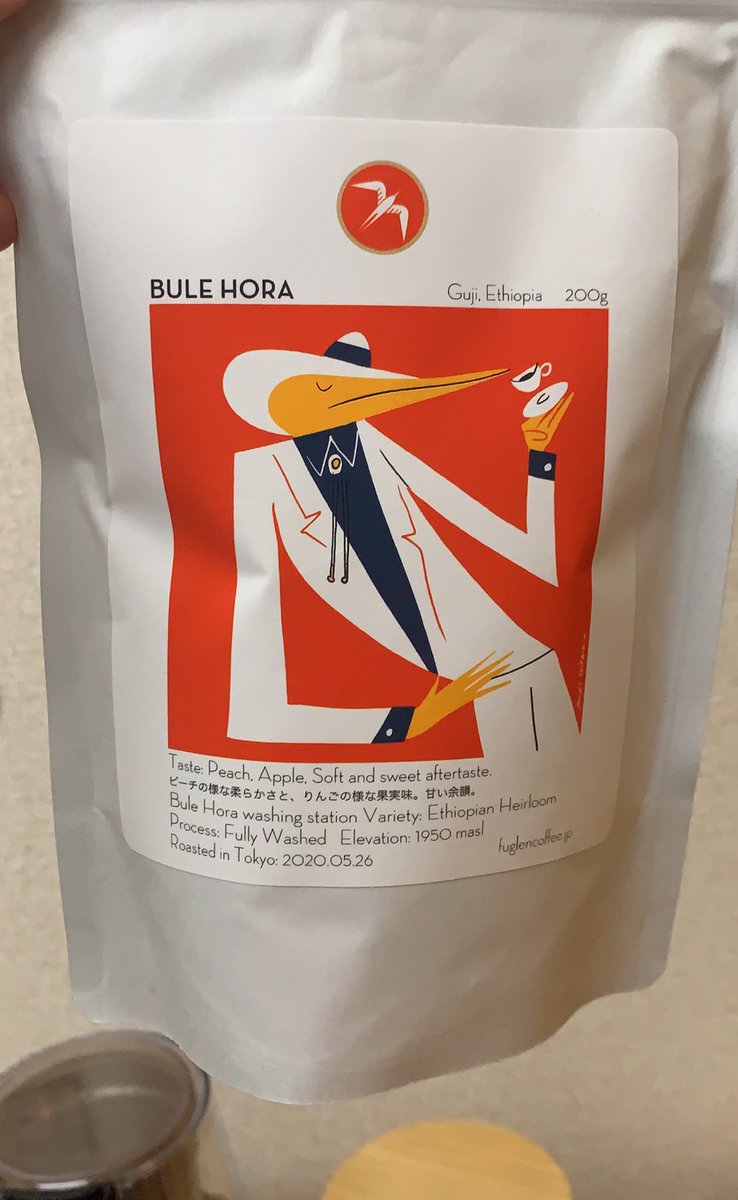 BULE HORA Guji, Ethiopia 200g
Taste: Peach, Apple, Soft and sweet aftertaste.
ピーチの様な柔らかさと、りんごの様な果実味。甘い余韻。
Bule Hora washing station Variety: Ethiopian Heirloom
Process: Fully Washed Elevation: 1950 masl
Roasted in Tokyo: 2020.05.26 fuglencoffee.jp